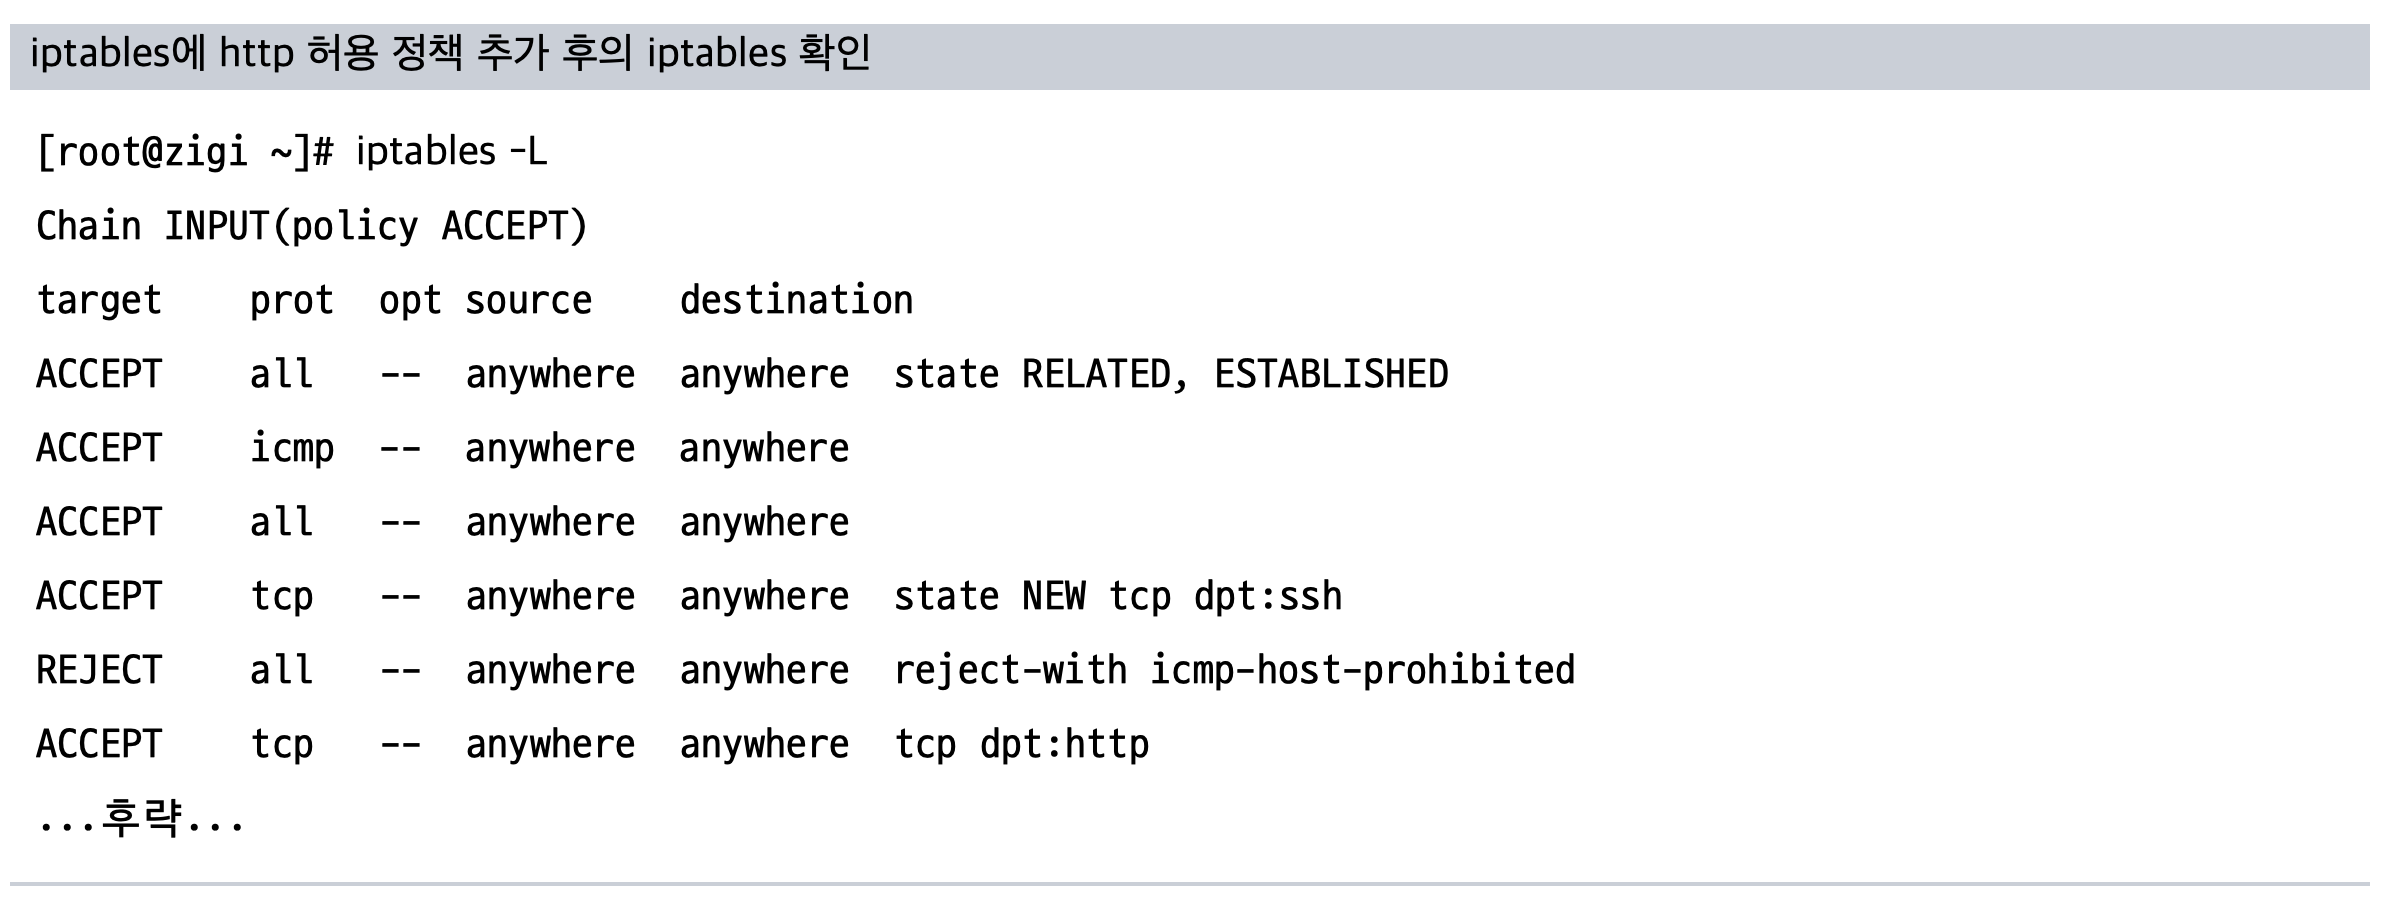 iptables에 http 허용 정책 추가 후의 iptables 확인
[root@zigi ~]# iptables -L
Chain INPUT(policy ACCEPT)
target prot opt source destination
ACCEPT all -- anywhere anywhere state RELATED, ESTABLISHED
ACCEPT icmp -- anywhere anywhere
ACCEPT all -- anywhere anywhere
ACCEPT tcp -- anywhere anywhere state NEW tcp dpt:ssh
REJECT all -- anywhere anywhere reject-with icmp-host-prohibited
ACCEPT tcp -- anywhere anywhere tcp dpt:http
...후략...